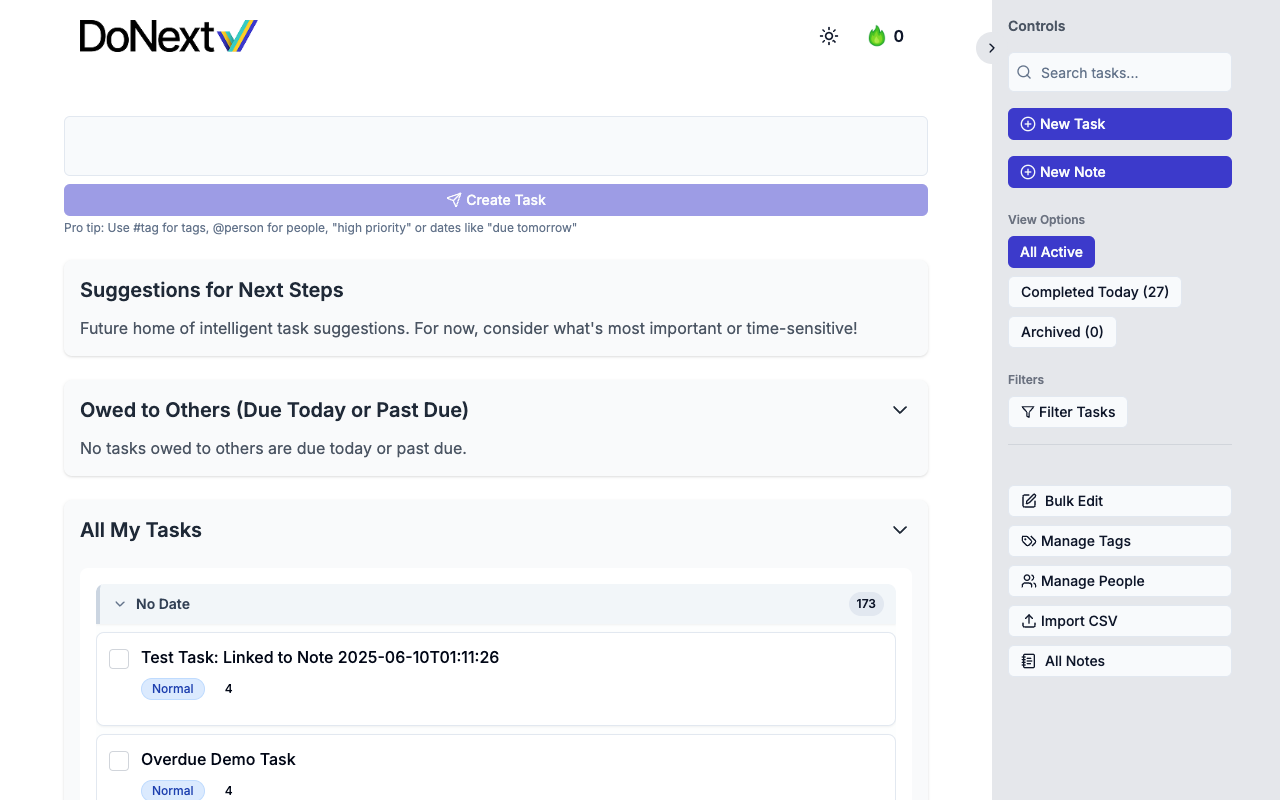 DoNext
0
Create Task
Pro tip: Use #tag for tags, @person for people, "high priority" or dates like "due tomorrow"
Suggestions for Next Steps
Future home of intelligent task suggestions. For now, consider what's most important or time-sensitive!
Owed to Others (Due Today or Past Due)
No tasks owed to others are due today or past due.
All My Tasks
No Date
173
Test Task: Linked to Note 2025-06-10T01:11:26
Normal
4
Overdue Demo Task
Normal
4
Controls
Search tasks...
New Task
New Note
View Options
All Active
Completed Today (27)
Archived (0)
Filters
Filter Tasks
Bulk Edit
Manage Tags
Manage People
Import CSV
All Notes